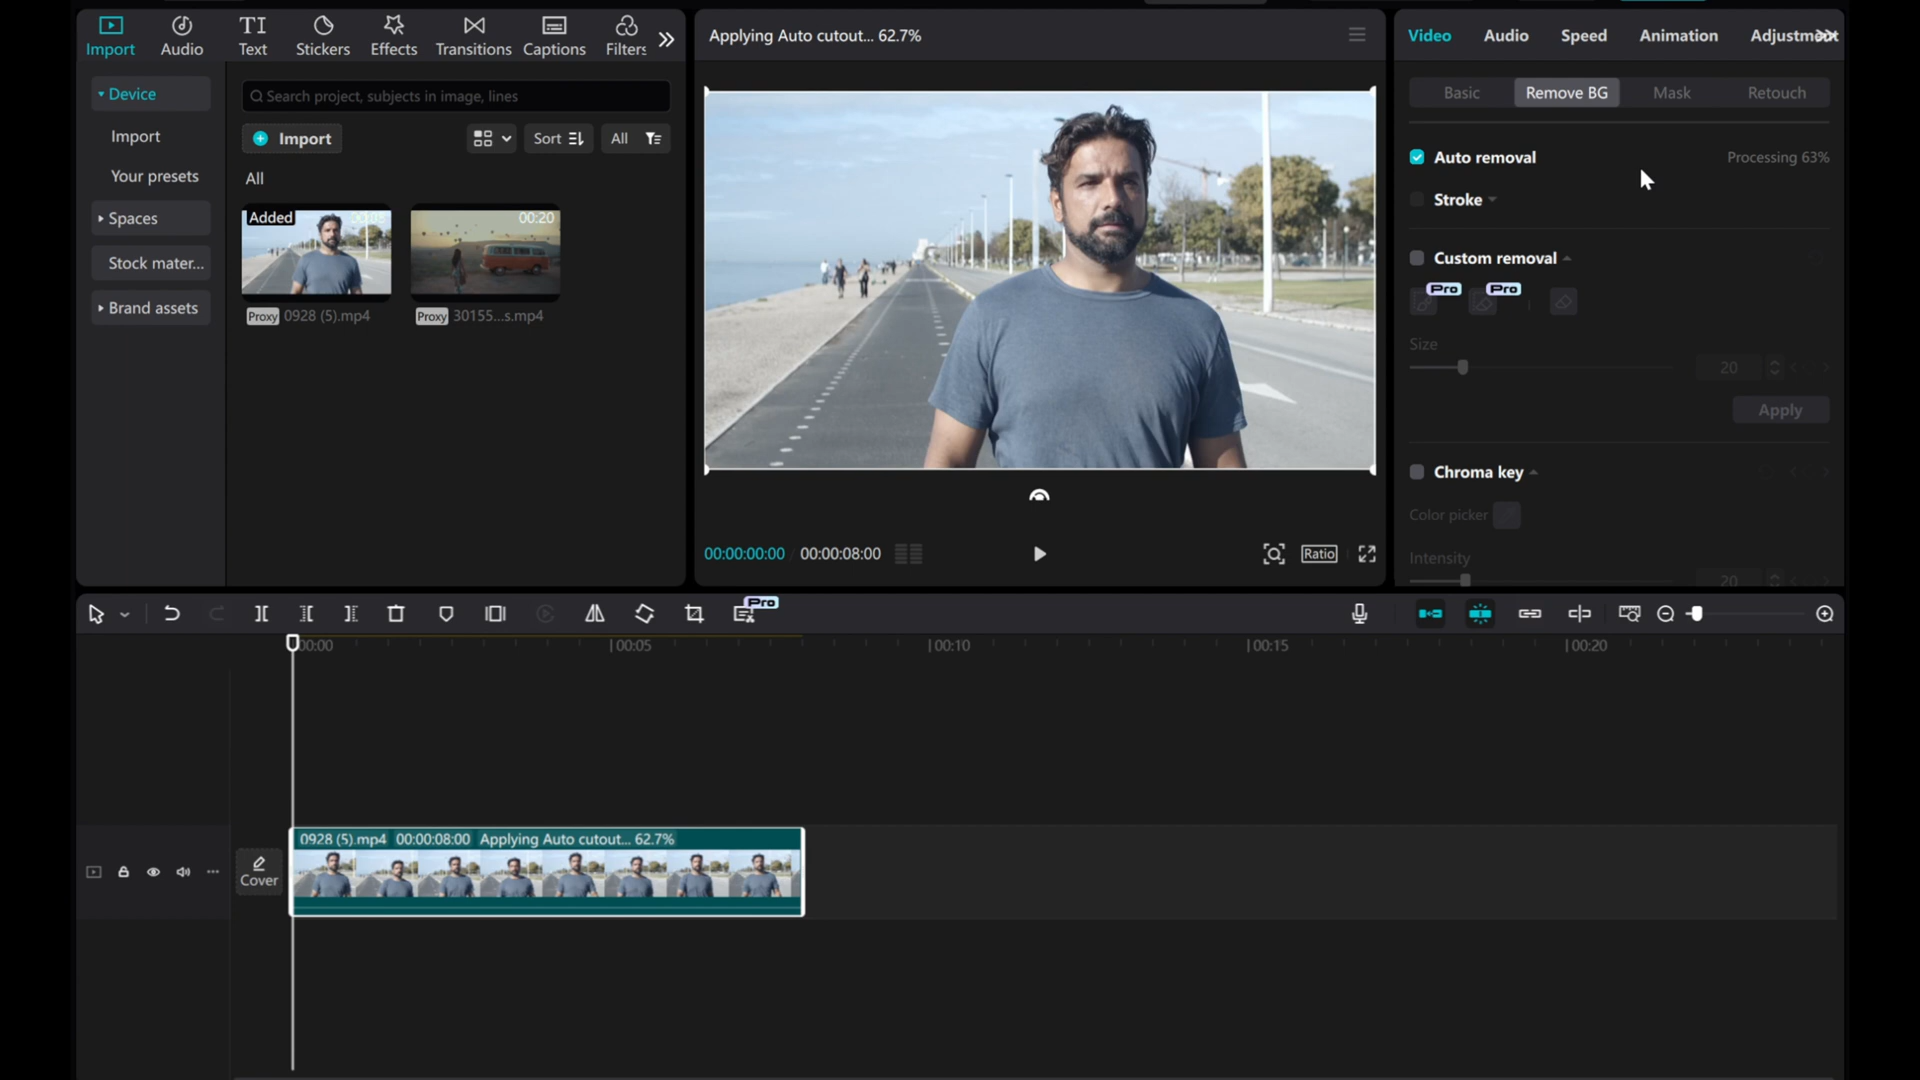 Import
Audio
Text
Stickers
Effects
Transitions
Captions
Filters
Device
Import
Your presets
Spaces
Stock mater...
Brand assets
Search project, subjects in image, lines
Import
Sort
All
All
Added
00:20
Proxy 0928 (5).mp4
Proxy 30155...s.mp4
Applying Auto cutout... 62.7%
00:00:00:00 / 00:00:08:00
Ratio
Video
Audio
Speed
Animation
Basic
Remove BG
Mask
Retouch
Auto removal
Processing 63%
Stroke
Custom removal
Pro
Pro
Size
20
Apply
Chroma key
Color picker
Intensity
20
Pro
00:00
00:05
00:10
00:15
00:20
Cover
0928 (5).mp4 00:00:08:00 Applying Auto cutout... 62.7%